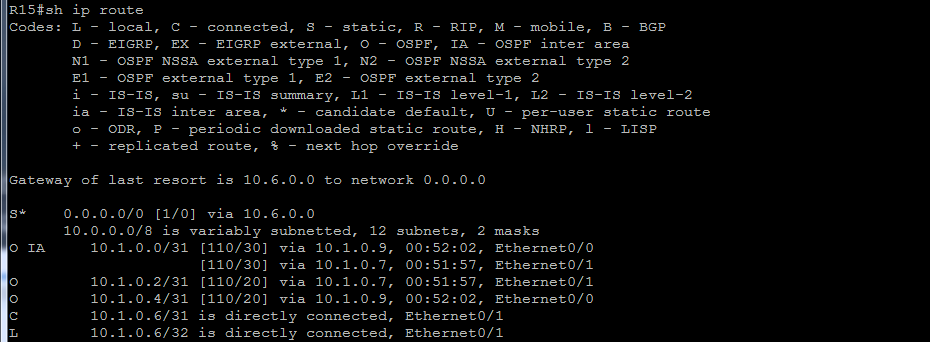 R15#sh ip route
Codes: L - local, C - connected, S - static, R - RIP, M - mobile, B - BGP
       D - EIGRP, EX - EIGRP external, O - OSPF, IA - OSPF inter area
       N1 - OSPF NSSA external type 1, N2 - OSPF NSSA external type 2
       E1 - OSPF external type 1, E2 - OSPF external type 2
       i - IS-IS, su - IS-IS summary, L1 - IS-IS level-1, L2 - IS-IS level-2
       ia - IS-IS inter area, * - candidate default, U - per-user static route
       o - ODR, P - periodic downloaded static route, H - NHRP, l - LISP
       + - replicated route, % - next hop override
Gateway of last resort is 10.6.0.0 to network 0.0.0.0
S*    0.0.0.0/0 [1/0] via 10.6.0.0
      10.0.0.0/8 is variably subnetted, 12 subnets, 2 masks
O IA     10.1.0.0/31 [110/30] via 10.1.0.9, 00:52:02, Ethernet0/0
                     [110/30] via 10.1.0.7, 00:51:57, Ethernet0/1
O        10.1.0.2/31 [110/20] via 10.1.0.7, 00:51:57, Ethernet0/1
O        10.1.0.4/31 [110/20] via 10.1.0.9, 00:52:02, Ethernet0/0
C        10.1.0.6/31 is directly connected, Ethernet0/1
L        10.1.0.6/32 is directly connected, Ethernet0/1